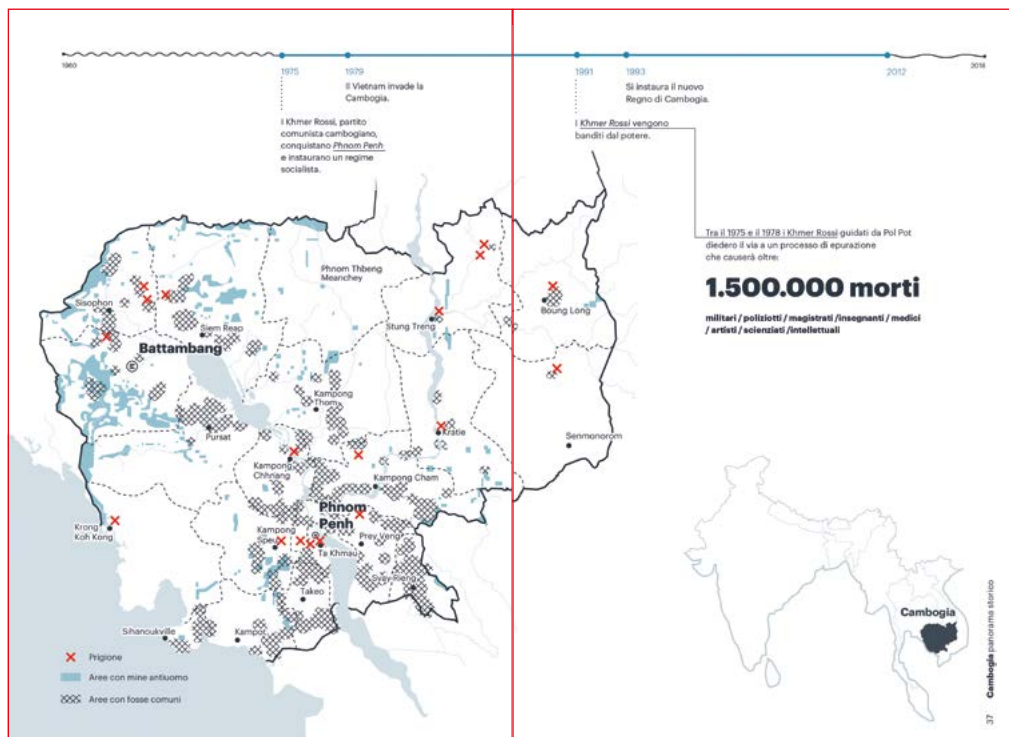 1960
1975
1979
1991
1993
2012
2018
Il Vietnam invade la
Cambogia.
Si instaura il nuovo
Regno di Cambogia.
I Khmer Rossi, partito
comunista cambogiano,
conquistano Phnom Penh
e instaurano un regime
socialista.
I Khmer Rossi vengono
banditi dal potere.
Tra il 1975 e il 1978 i Khmer Rossi guidati da Pol Pot
diedero il via a un processo di epurazione
che causerà oltre:
1.500.000 morti
militari / poliziotti / magistrati /insegnanti / medici
/ artisti / scienziati /intellettuali
Phnom Thbeng
Meanchey
Sisophon
Siem Reap
Stung Treng
Boung Long
Battambang
Kampong
Thom
Pursat
Kratie
Senmonorom
Kampong
Chhnang
Kampong Cham
Phnom
Penh
Krong
Koh Kong
Kampong
Speu
Prey Veng
Ta Khmau
Svay Rieng
Takeo
Sihanoukville
Kampot
Prigione
Aree con mine antiuomo
Aree con fosse comuni
Cambogia
37 Cambogia panorama storico